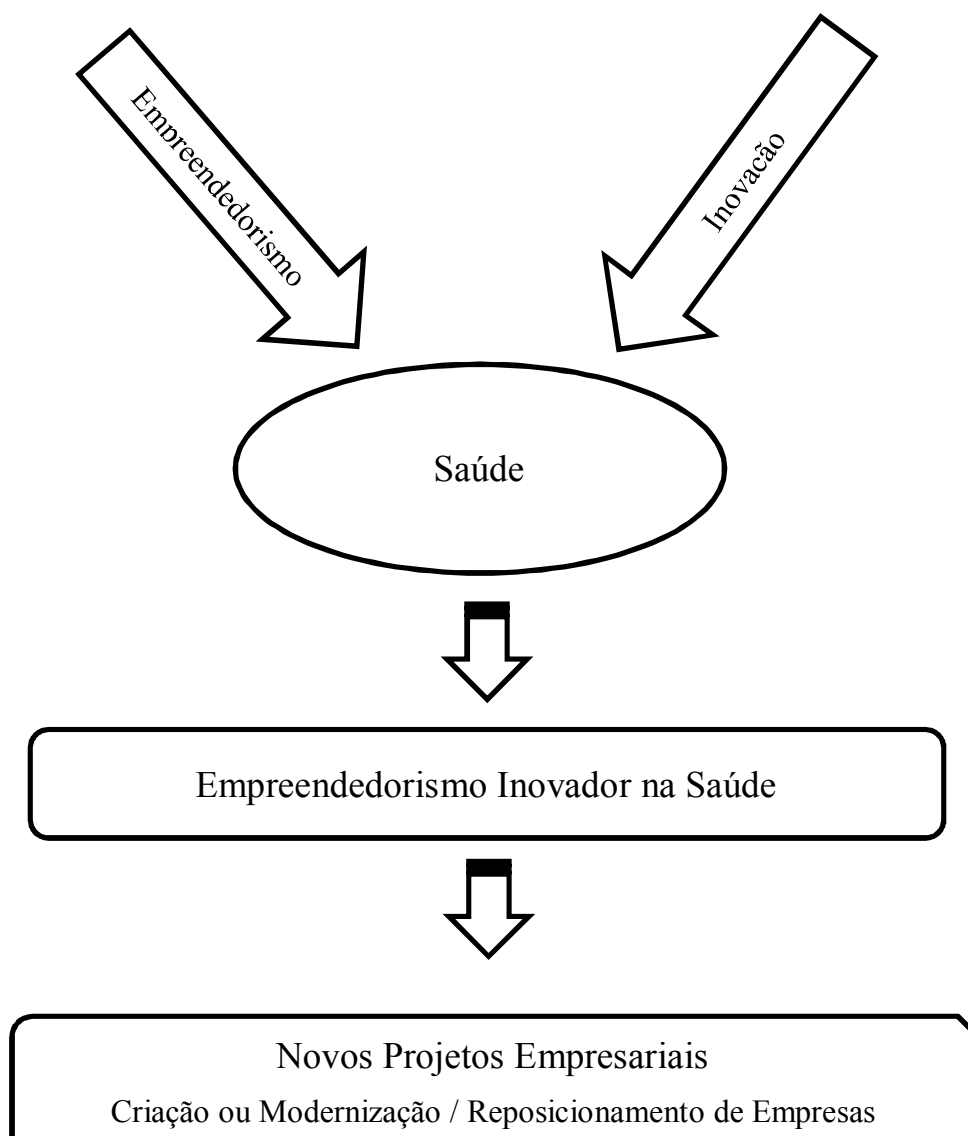 Empreendedorismo
Inovação
Saúde
Empreendedorismo Inovador na Saúde
Novos Projetos Empresariais
Criação ou Modernização / Reposicionamento de Empresas